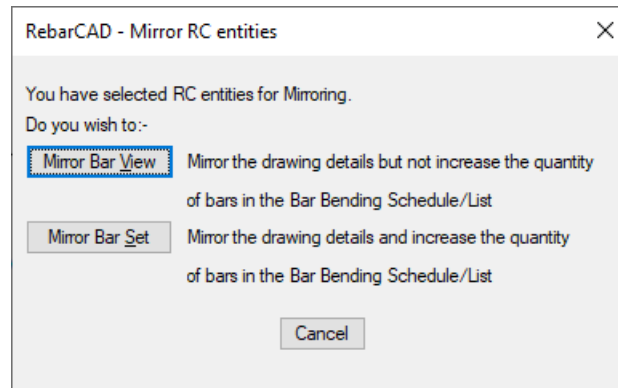 RebarCAD - Mirror RC entities
You have selected RC entities for Mirroring.
Do you wish to:-
Mirror Bar View Mirror the drawing details but not increase the quantity
of bars in the Bar Bending Schedule/List
Mirror Bar Set Mirror the drawing details and increase the quantity
of bars in the Bar Bending Schedule/List
Cancel